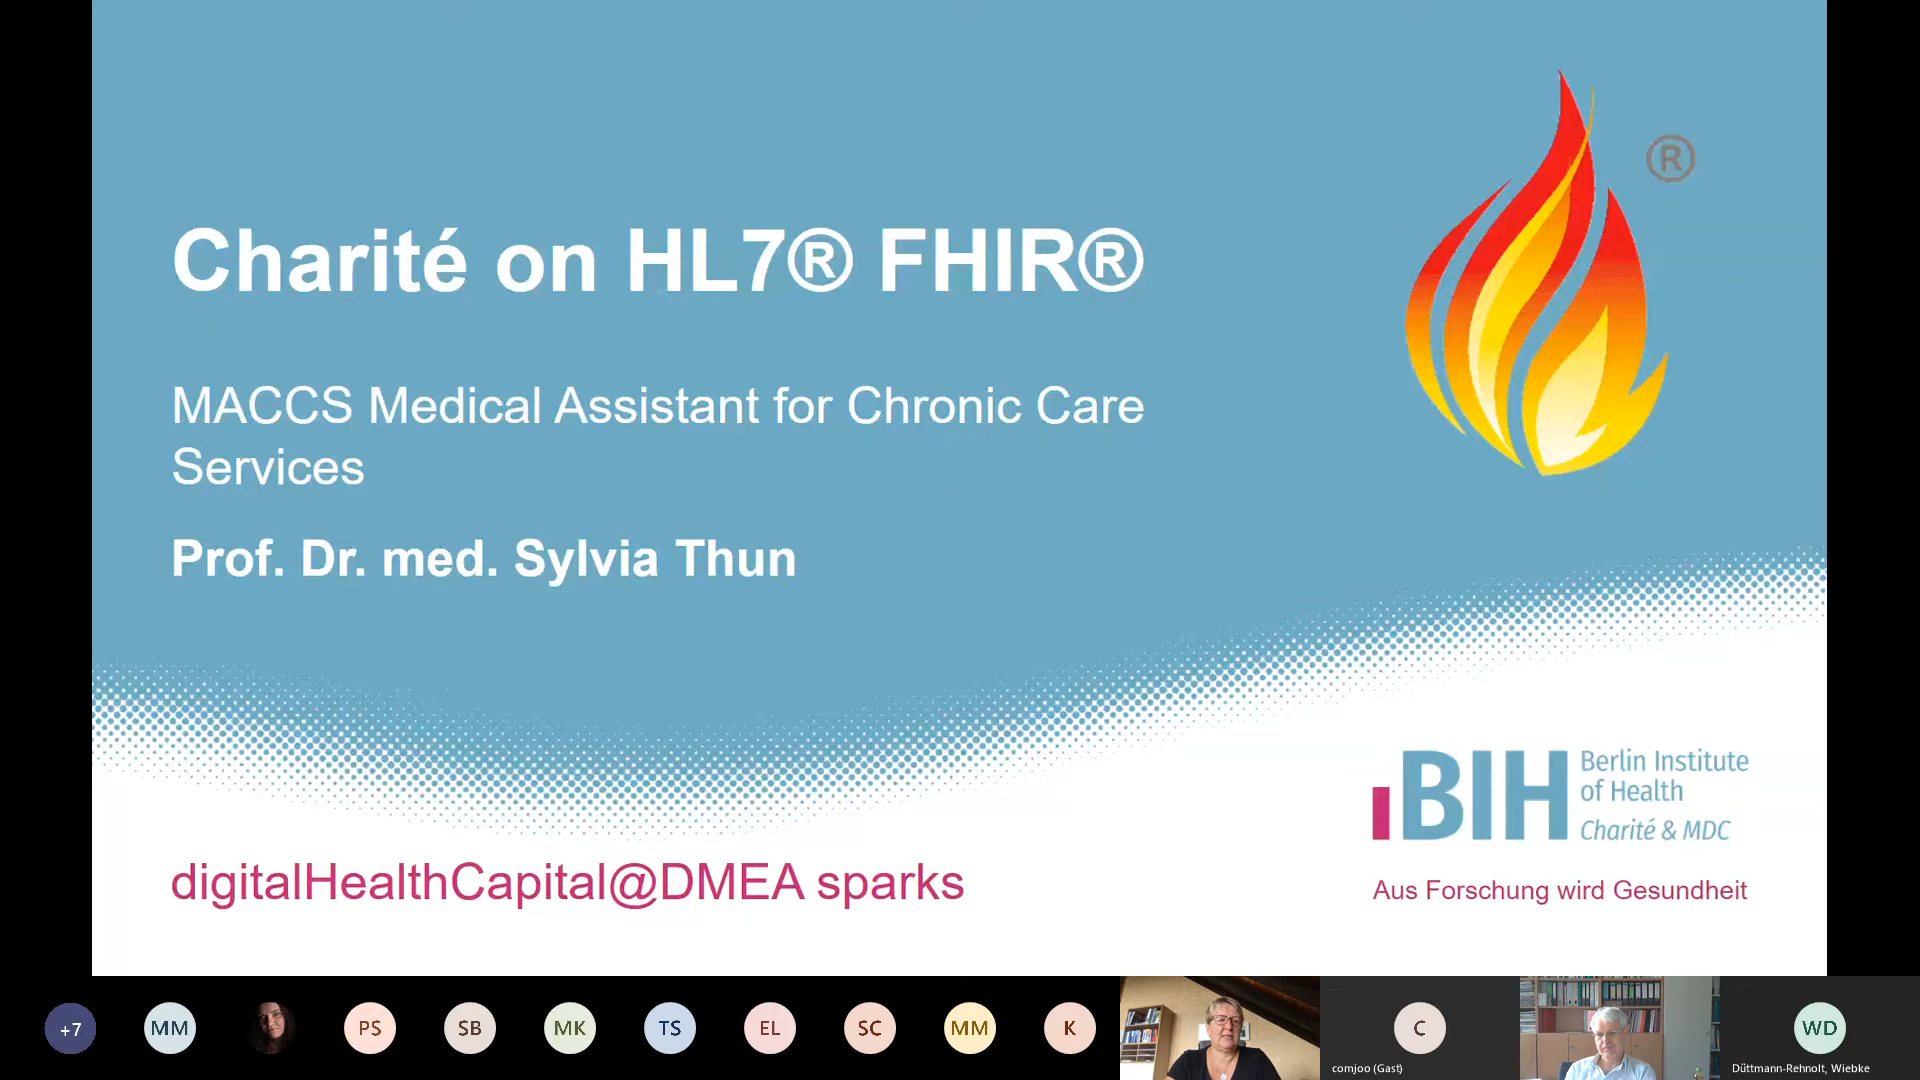 ®
Charité on HL7® FHIR®
MACCS Medical Assistant for Chronic Care
Services
Prof. Dr. med. Sylvia Thun
BIH
Berlin Institute
of Health
Charité & MDC
digitalHealthCapital@DMEA sparks
Aus Forschung wird Gesundheit
+7
MM
PS
SB
MK
TS
EL
SC
MM
K
C
WD
comjoo (Gast)
Düttmann-Rehnolt, Wiebke